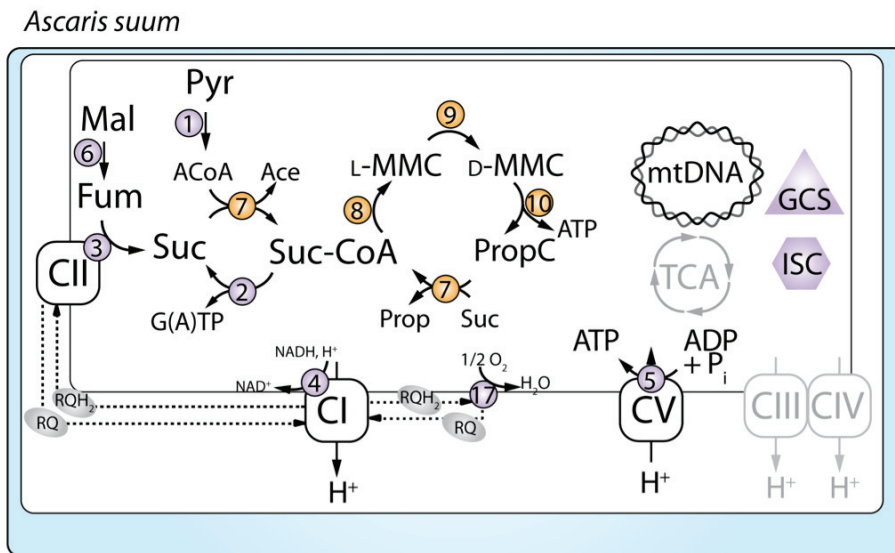 Ascaris suum
Pyr
Mal
1
9
6
ACoA
Ace
L-MMC
D-MMC
mtDNA
GCS
Fum
7
8
10
3
Suc
Suc-CoA
PropC
ATP
CII
TCA
ISC
2
7
G(A)TP
Prop
Suc
NADH, H+
1/2 O2
ATP
ADP
+ Pi
NAD+
4
17
H2O
5
RQH2
CI
RQH2
CV
CIII
CIV
RQ
RQ
H+
H+
H+
H+